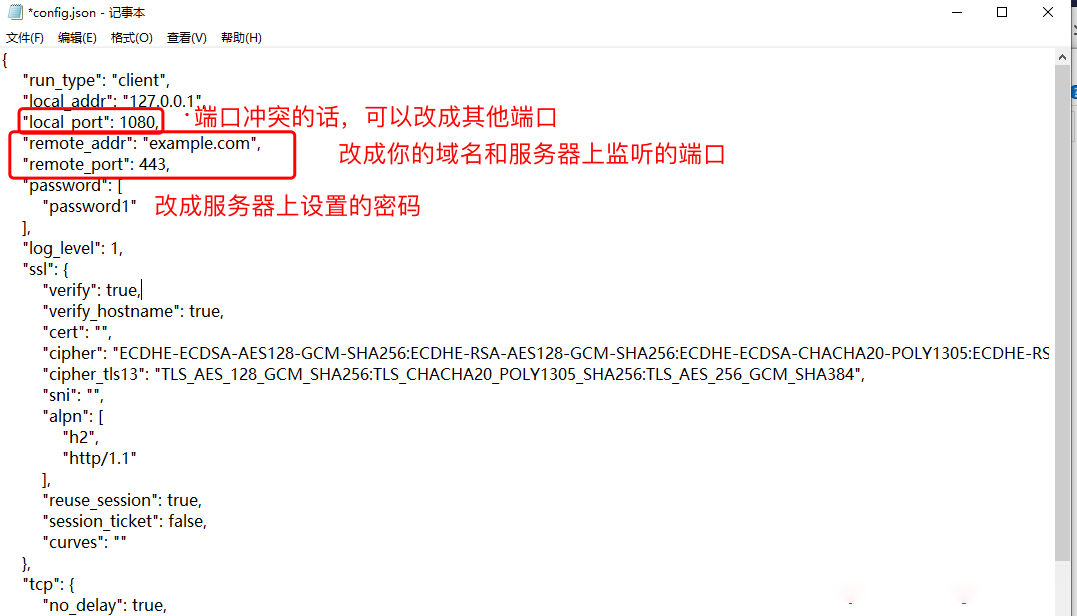 *config.json - 记事本
文件(F) 编辑(E) 格式(O) 查看(V) 帮助(H)
{
"run_type": "client",
"local_addr": "127.0.0.1",
"local_port": 1080, 端口冲突的话，可以改成其他端口
"remote_addr": "example.com",
改成你的域名和服务器上监听的端口
"remote_port": 443,
"password": [
"password1" 改成服务器上设置的密码
],
"log_level": 1,
"ssl": {
"verify": true,
"verify_hostname": true,
"cert": "",
"cipher": "ECDHE-ECDSA-AES128-GCM-SHA256:ECDHE-RSA-AES128-GCM-SHA256:ECDHE-ECDSA-CHACHA20-POLY1305:ECDHE-RS
"cipher_tls13": "TLS_AES_128_GCM_SHA256:TLS_CHACHA20_POLY1305_SHA256:TLS_AES_256_GCM_SHA384",
"sni": "",
"alpn": [
"h2",
"http/1.1"
],
"reuse_session": true,
"session_ticket": false,
"curves": ""
},
"tcp": {
"no_delay": true,